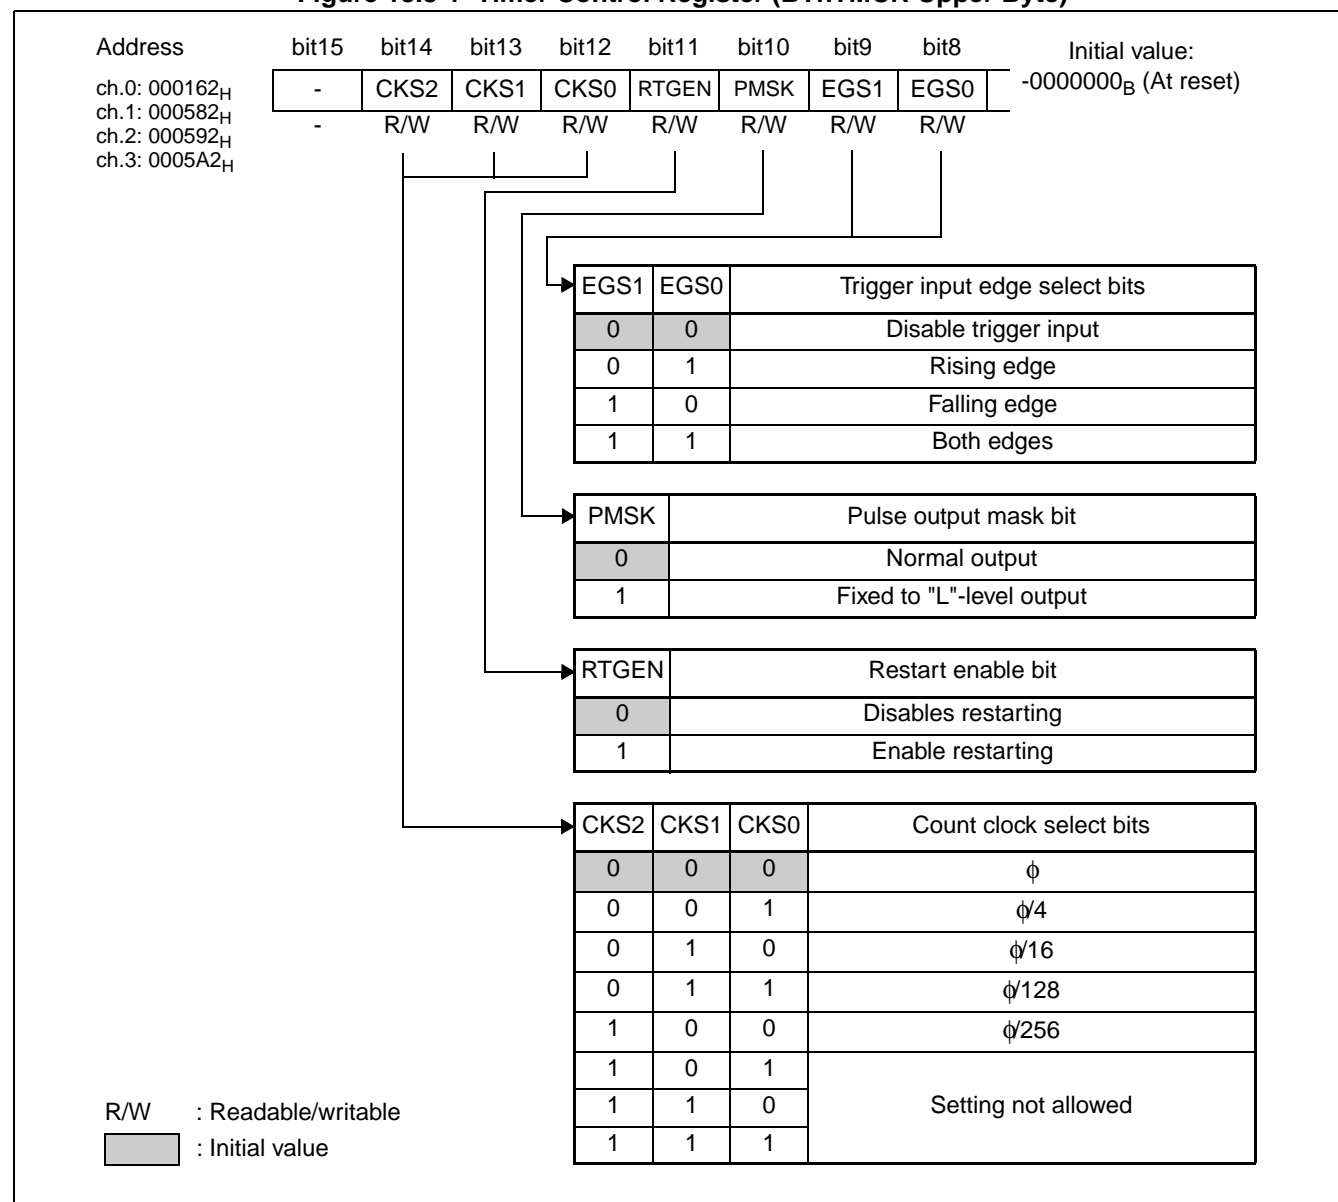 Address bit15 bit14 bit13 bit12 bit11 bit10 bit9 bit8 Initial value:
ch.0: 000162H - CKS2 CKS1 CKS0 RTGEN PMSK EGS1 EGS0 -0000000B (At reset)
ch.1: 000582H - R/W R/W R/W R/W R/W R/W R/W
ch.2: 000592H
ch.3: 0005A2H
EGS1 EGS0 Trigger input edge select bits
0 0 Disable trigger input
0 1 Rising edge
1 0 Falling edge
1 1 Both edges
PMSK Pulse output mask bit
0 Normal output
1 Fixed to "L"-level output
RTGEN Restart enable bit
0 Disables restarting
1 Enable restarting
CKS2 CKS1 CKS0 Count clock select bits
0 0 0 ϕ
0 0 1 ϕ/4
0 1 0 ϕ/16
0 1 1 ϕ/128
1 0 0 ϕ/256
1 0 1
1 1 0 Setting not allowed
1 1 1
R/W : Readable/writable
: Initial value